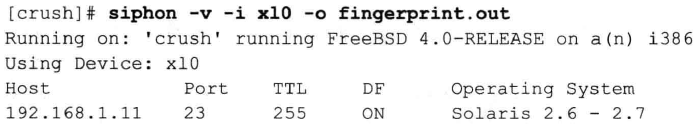 [crush]# siphon -v -i xl0 -o fingerprint.out
Running on: 'crush' running FreeBSD 4.0-RELEASE on a(n) i386
Using Device: xl0
Host Port TTL DF Operating System
192.168.1.11 23 255 ON Solaris 2.6 - 2.7